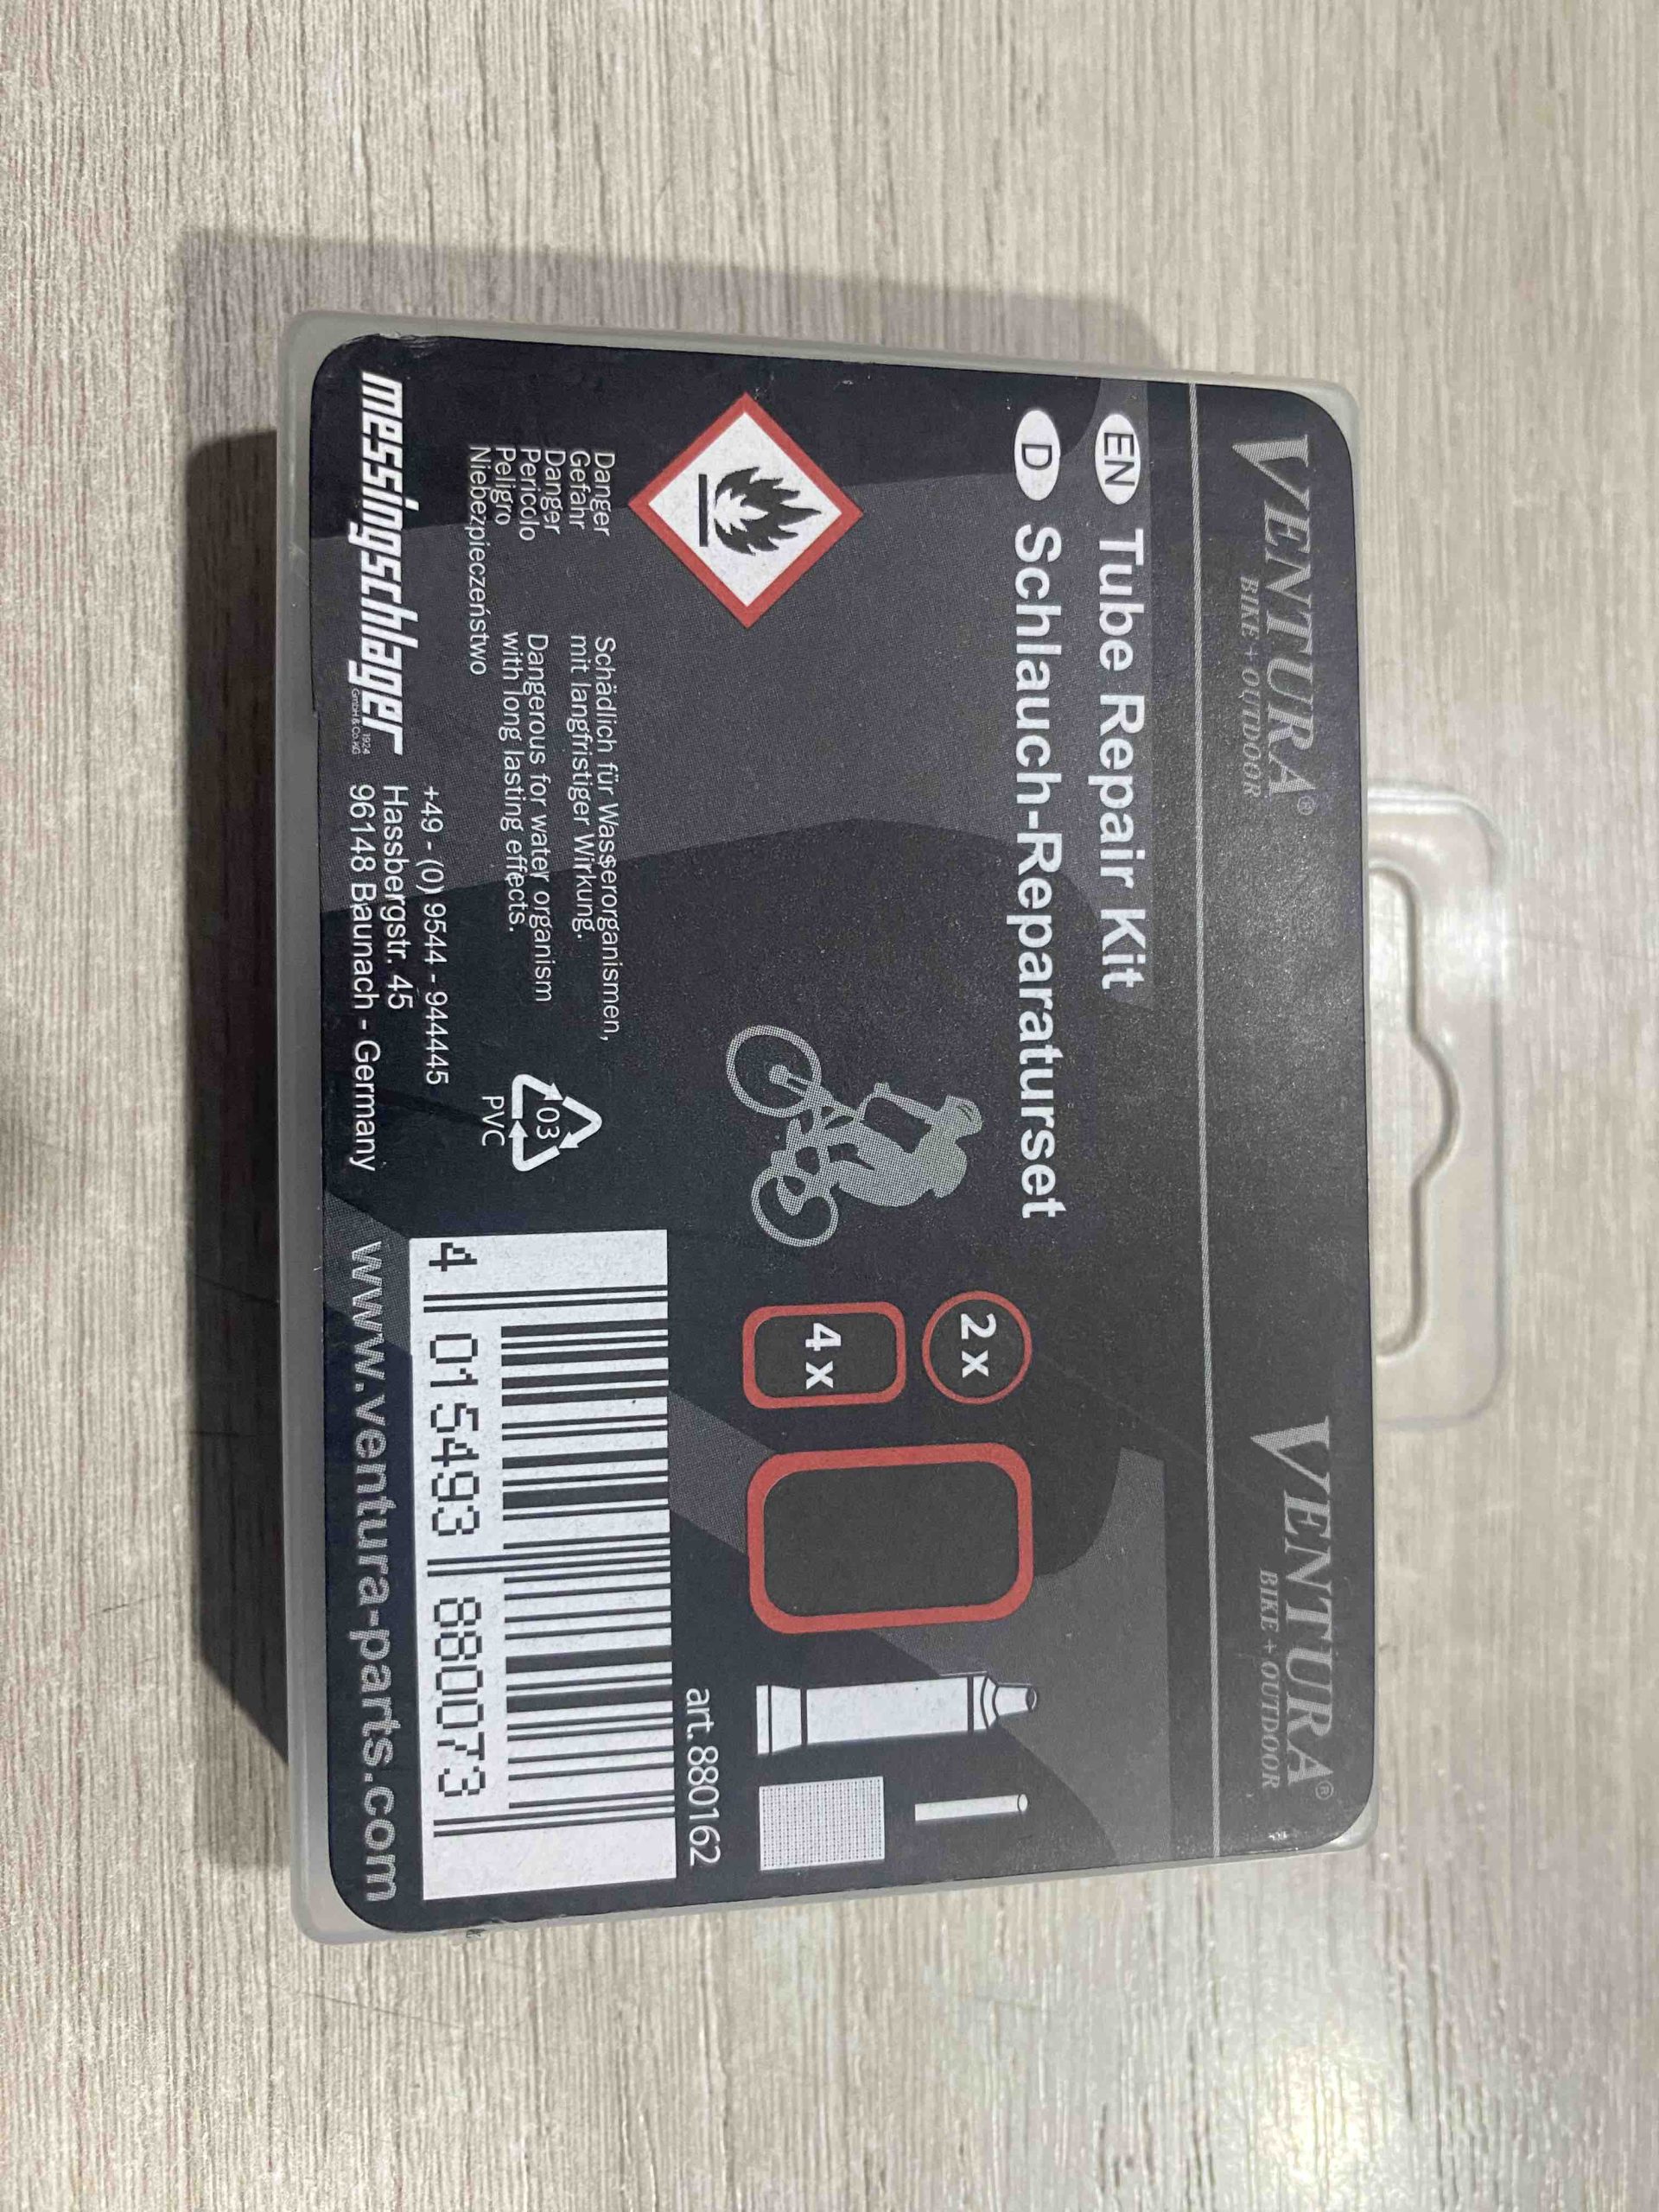 VENTURA®
BIKE + OUTDOOR
VENTURA®
BIKE + OUTDOOR
EN Tube Repair Kit
D Schlauch-Reparaturset
2 x
4 x
art. 880162
Danger
Gefahr
Danger
Pericolo
Peligro
Niebezpieczeństwo
Schädlich für Wasserorganismen,
mit langfristiger Wirkung.
Dangerous for water organism
with long lasting effects.
03
PVC
4 015493 880073
messingschlager
1924
GmbH & Co. KG
+49 - (0) 9544 - 944445
Hassbergstr. 45
96148 Baunach - Germany
www.ventura-parts.com